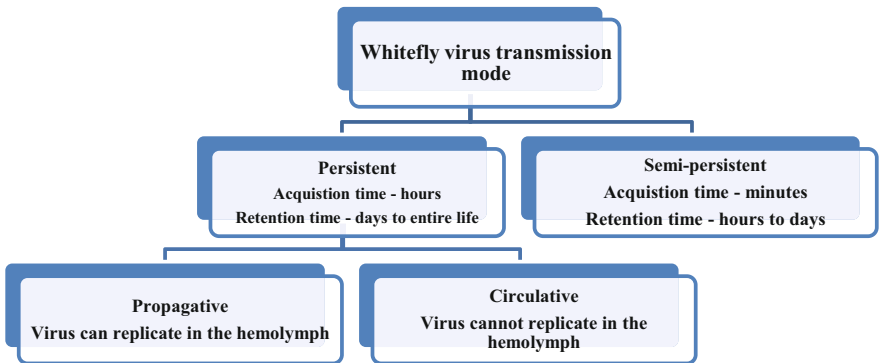 Whitefly virus transmission
mode
Persistent
Acquistion time - hours
Retention time - days to entire life
Semi-persistent
Acquistion time - minutes
Retention time - hours to days
Propagative
Virus can replicate in the hemolymph
Circulative
Virus cannot replicate in the
hemolymph